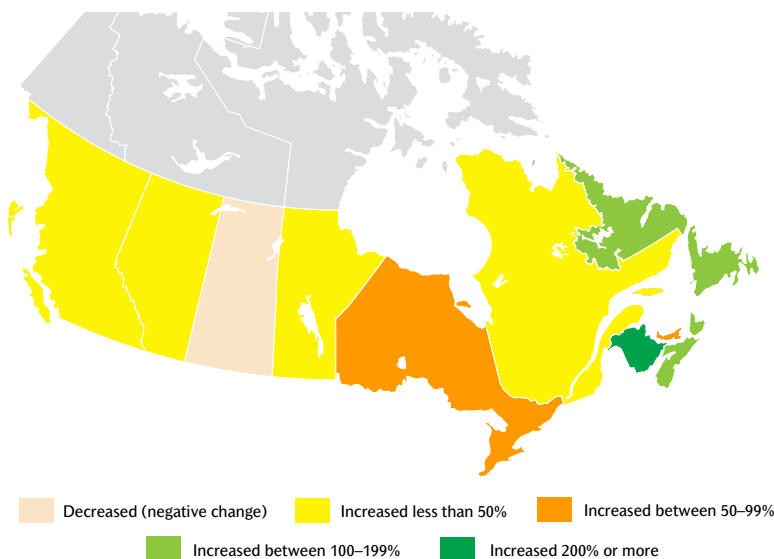 Decreased (negative change) Increased less than 50% Increased between 50–99%
Increased between 100–199% Increased 200% or more